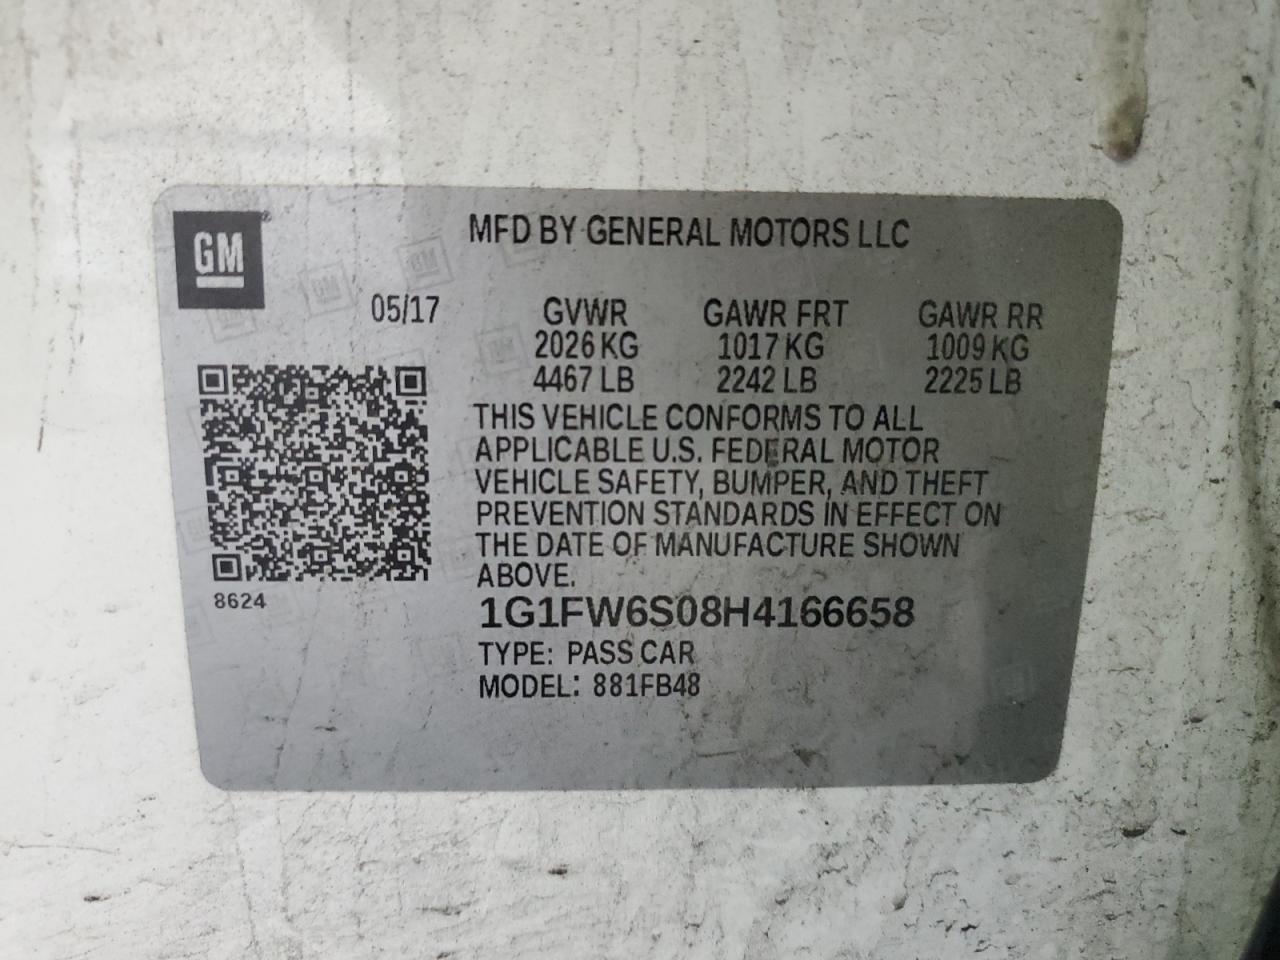 GM
MFD BY GENERAL MOTORS LLC
05/17 GVWR GAWR FRT GAWR RR
2026 KG 1017 KG 1009 KG
4467 LB 2242 LB 2225 LB
THIS VEHICLE CONFORMS TO ALL
APPLICABLE U.S. FEDERAL MOTOR
VEHICLE SAFETY, BUMPER, AND THEFT
PREVENTION STANDARDS IN EFFECT ON
THE DATE OF MANUFACTURE SHOWN
ABOVE.
8624
1G1FW6S08H4166658
TYPE: PASS CAR
MODEL: 881FB48